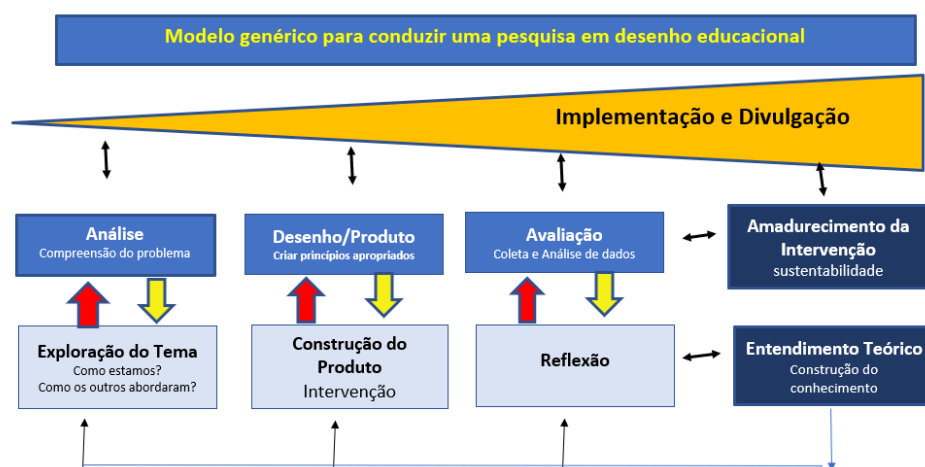 Modelo genérico para conduzir uma pesquisa em desenho educacional
Implementação e Divulgação
Análise
Compreensão do problema
Desenho/Produto
Criar princípios apropriados
Avaliação
Coleta e Análise de dados
Amadurecimento da
Intervenção
sustentabilidade
Exploração do Tema
Como estamos?
Como os outros abordaram?
Construção do
Produto
Intervenção
Reflexão
Entendimento Teórico
Construção do
conhecimento